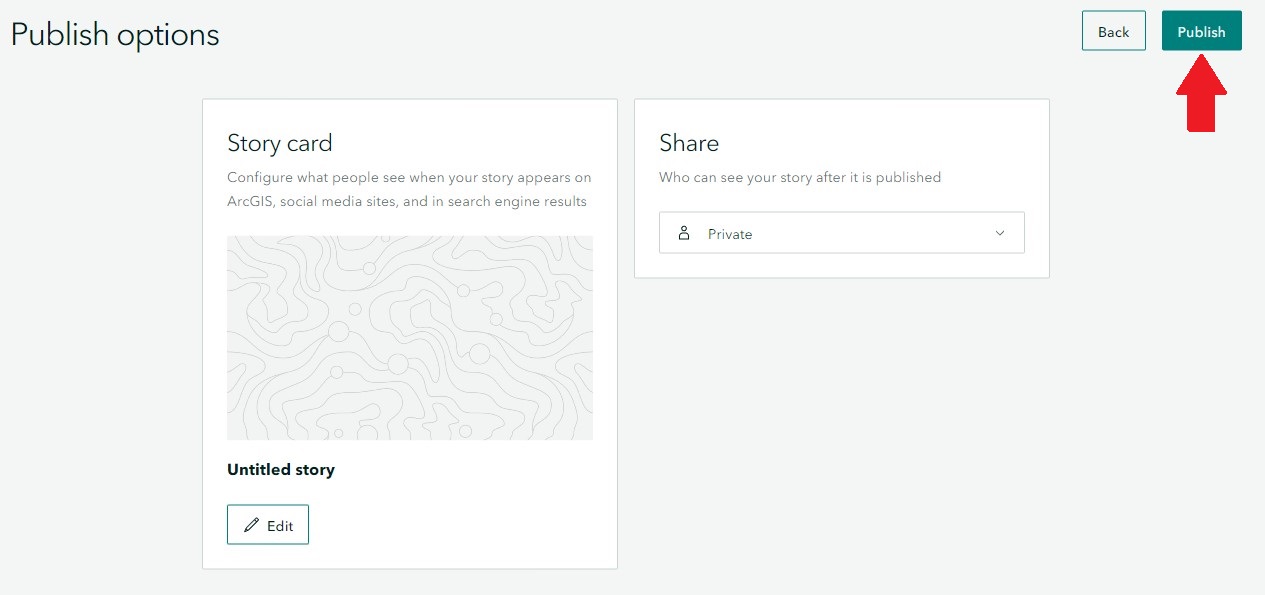 Publish options
Back
Publish
Story card
Configure what people see when your story appears on
ArcGIS, social media sites, and in search engine results
Untitled story
Edit
Share
Who can see your story after it is published
Private